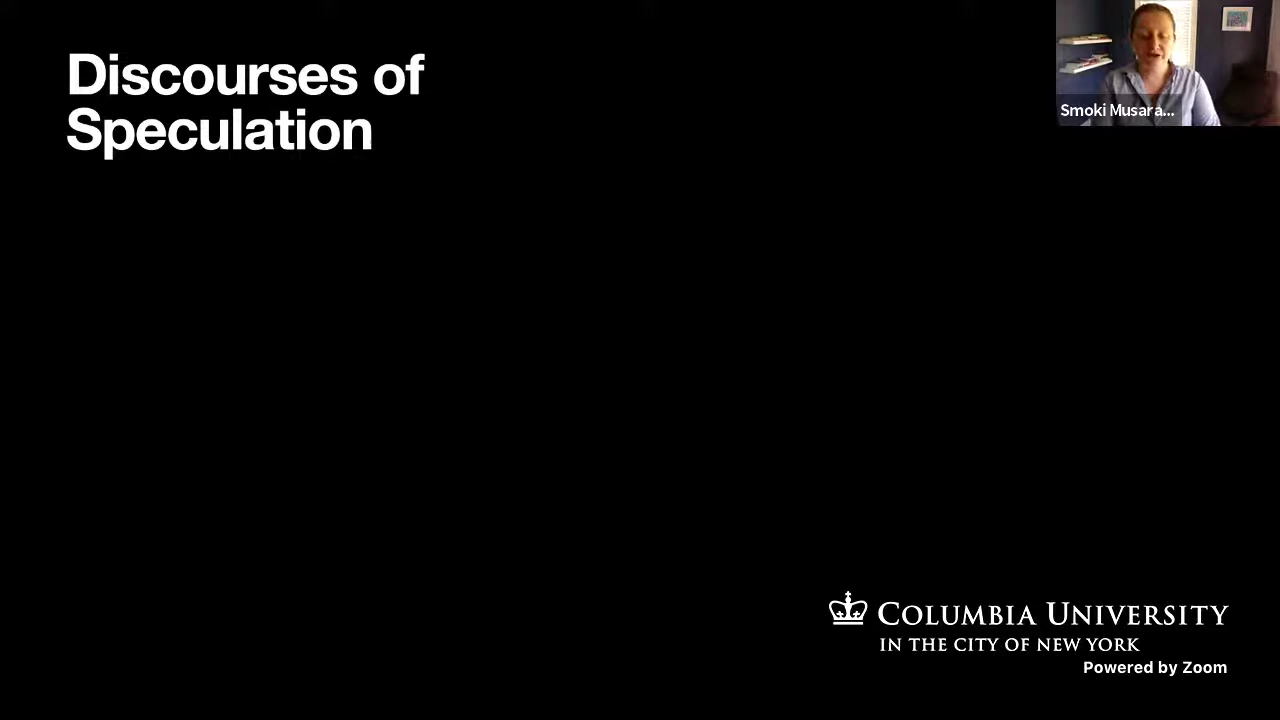 Discourses of
Speculation
Smoki Musara...
COLUMBIA UNIVERSITY
IN THE CITY OF NEW YORK
Powered by Zoom